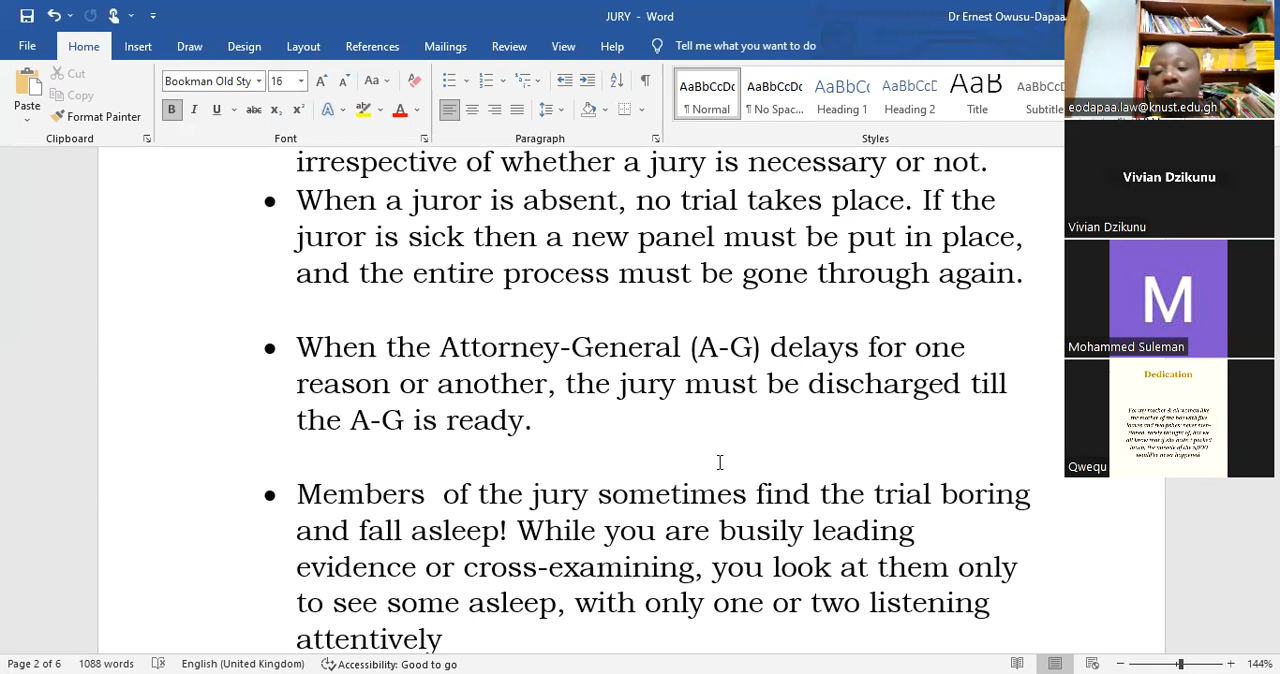 JURY - Word
Dr Ernest Owusu-Dapaa
File Home Insert Draw Design Layout References Mailings Review View Help Tell me what you want to do
Cut
Copy
Paste
Format Painter
Clipboard
Bookman Old Sty 16
Aa
B I U abc x₂ x² A A
Font
Paragraph
AaBbCcDc AaBbCcDc AaBbCcD AaBbCcD AaB AaBbCcD
¶ Normal ¶ No Spac... Heading 1 Heading 2 Title Subtitle
Styles
irrespective of whether a jury is necessary or not.
• When a juror is absent, no trial takes place. If the
juror is sick then a new panel must be put in place,
and the entire process must be gone through again.
• When the Attorney-General (A-G) delays for one
reason or another, the jury must be discharged till
the A-G is ready.
• Members of the jury sometimes find the trial boring
and fall asleep! While you are busily leading
evidence or cross-examining, you look at them only
to see some asleep, with only one or two listening
attentively
eodapaa.law@knust.edu.gh
Vivian Dzikunu
Vivian Dzikunu
M
Mohammed Suleman
Dedication
Qwequ
Page 2 of 6 1088 words English (United Kingdom) Accessibility: Good to go 144%